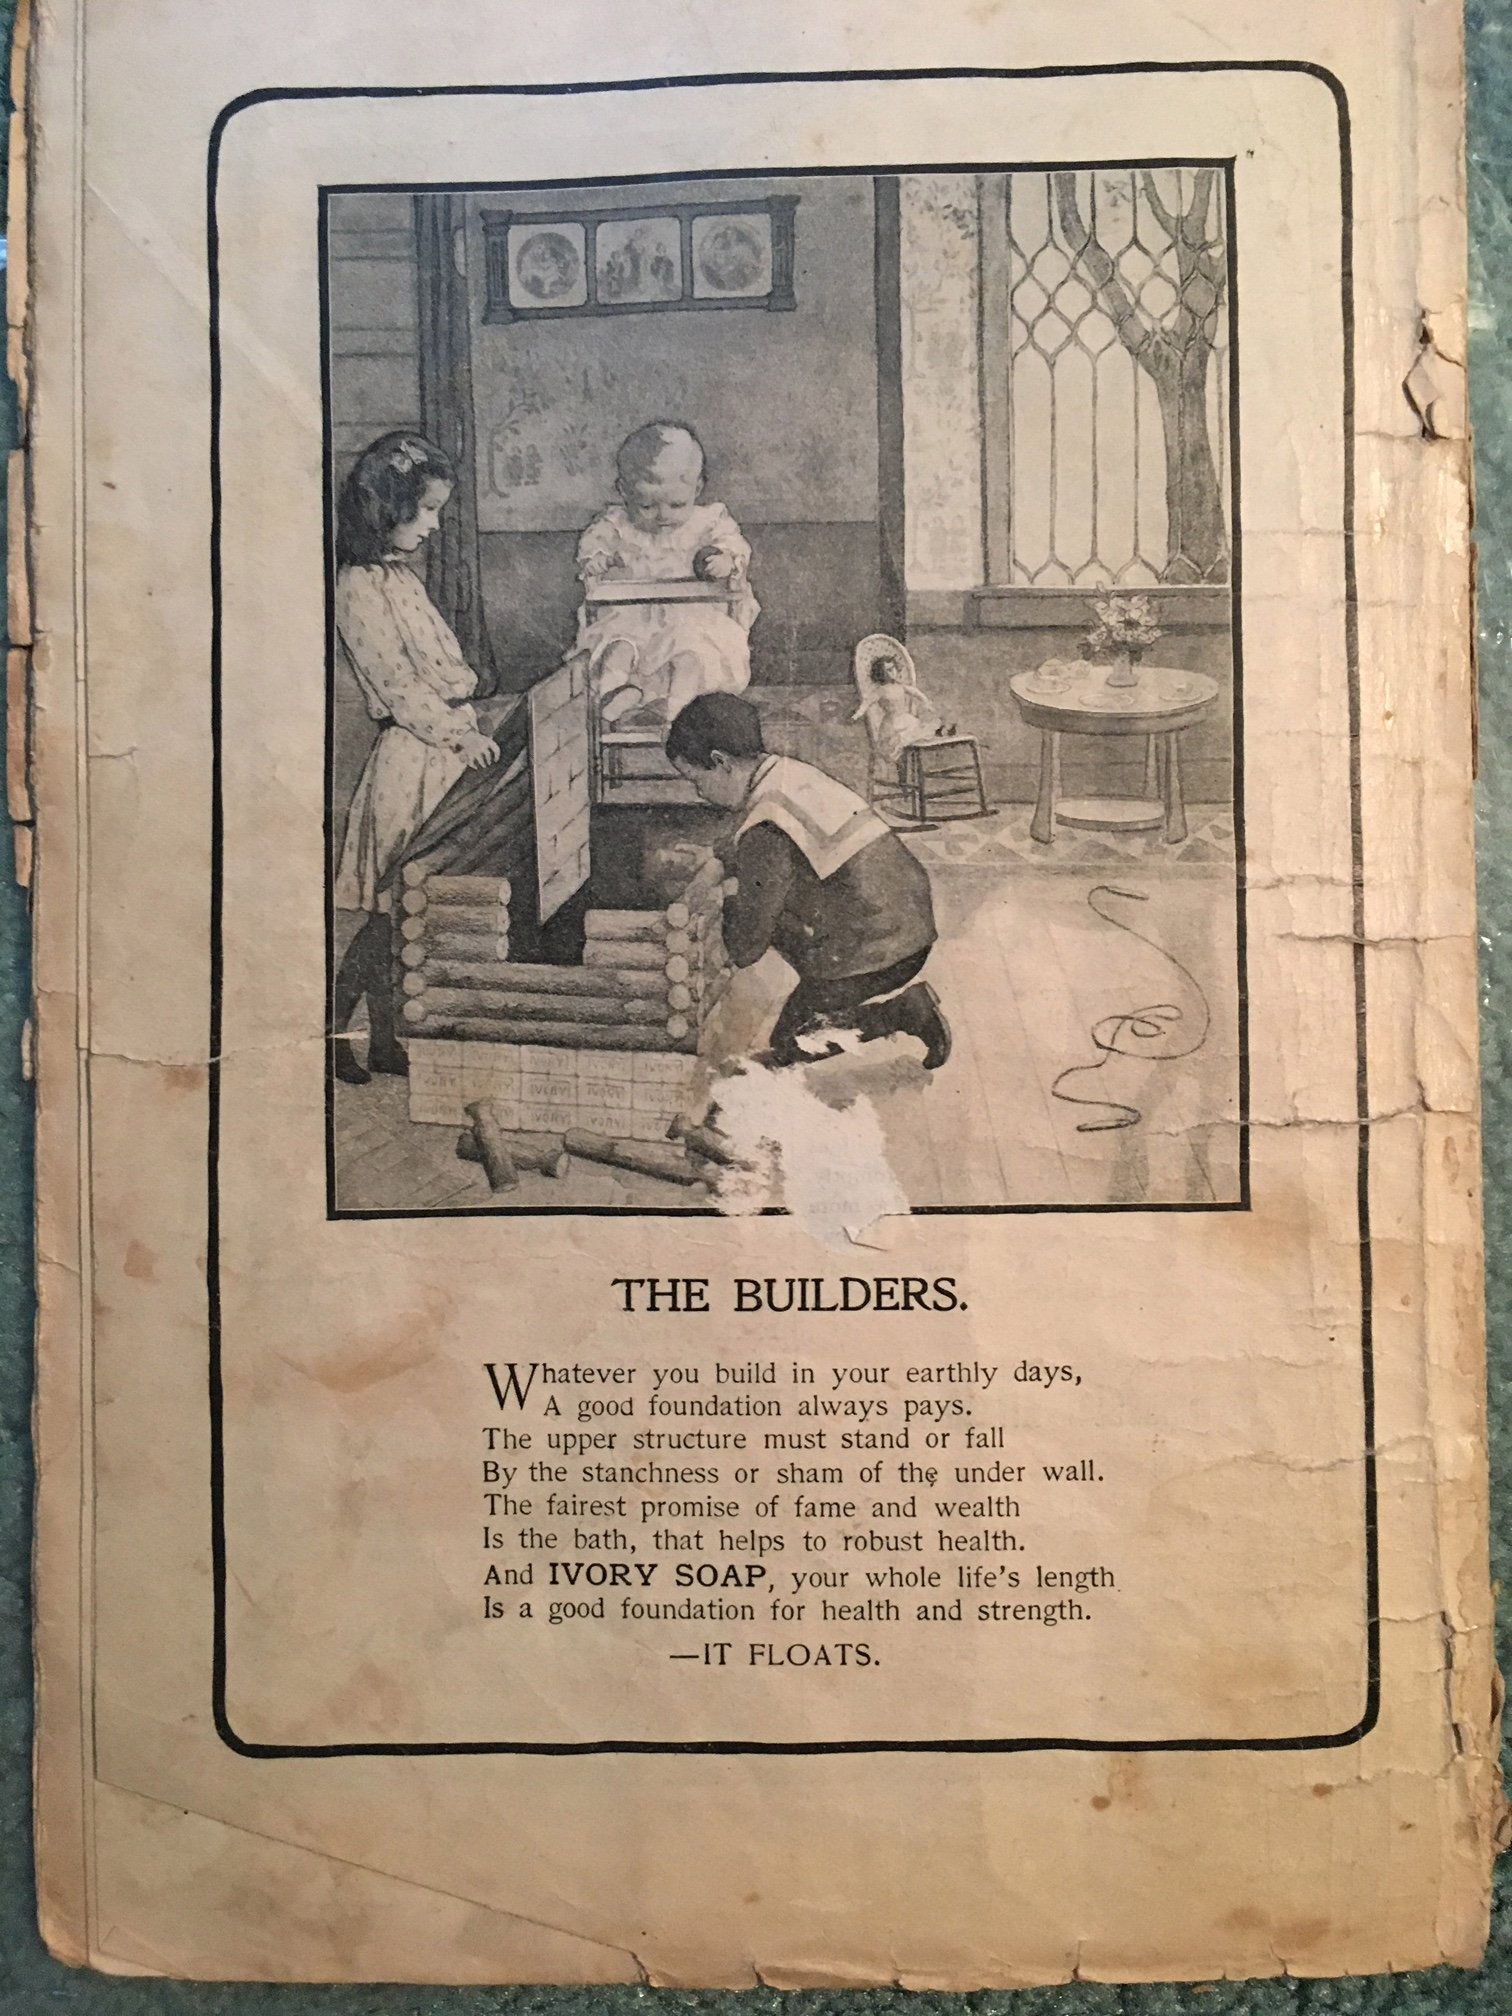 THE BUILDERS.
Whatever you build in your earthly days,
A good foundation always pays.
The upper structure must stand or fall
By the stanchness or sham of the under wall.
The fairest promise of fame and wealth
Is the bath, that helps to robust health.
And IVORY SOAP, your whole life's length
Is a good foundation for health and strength.
—IT FLOATS.